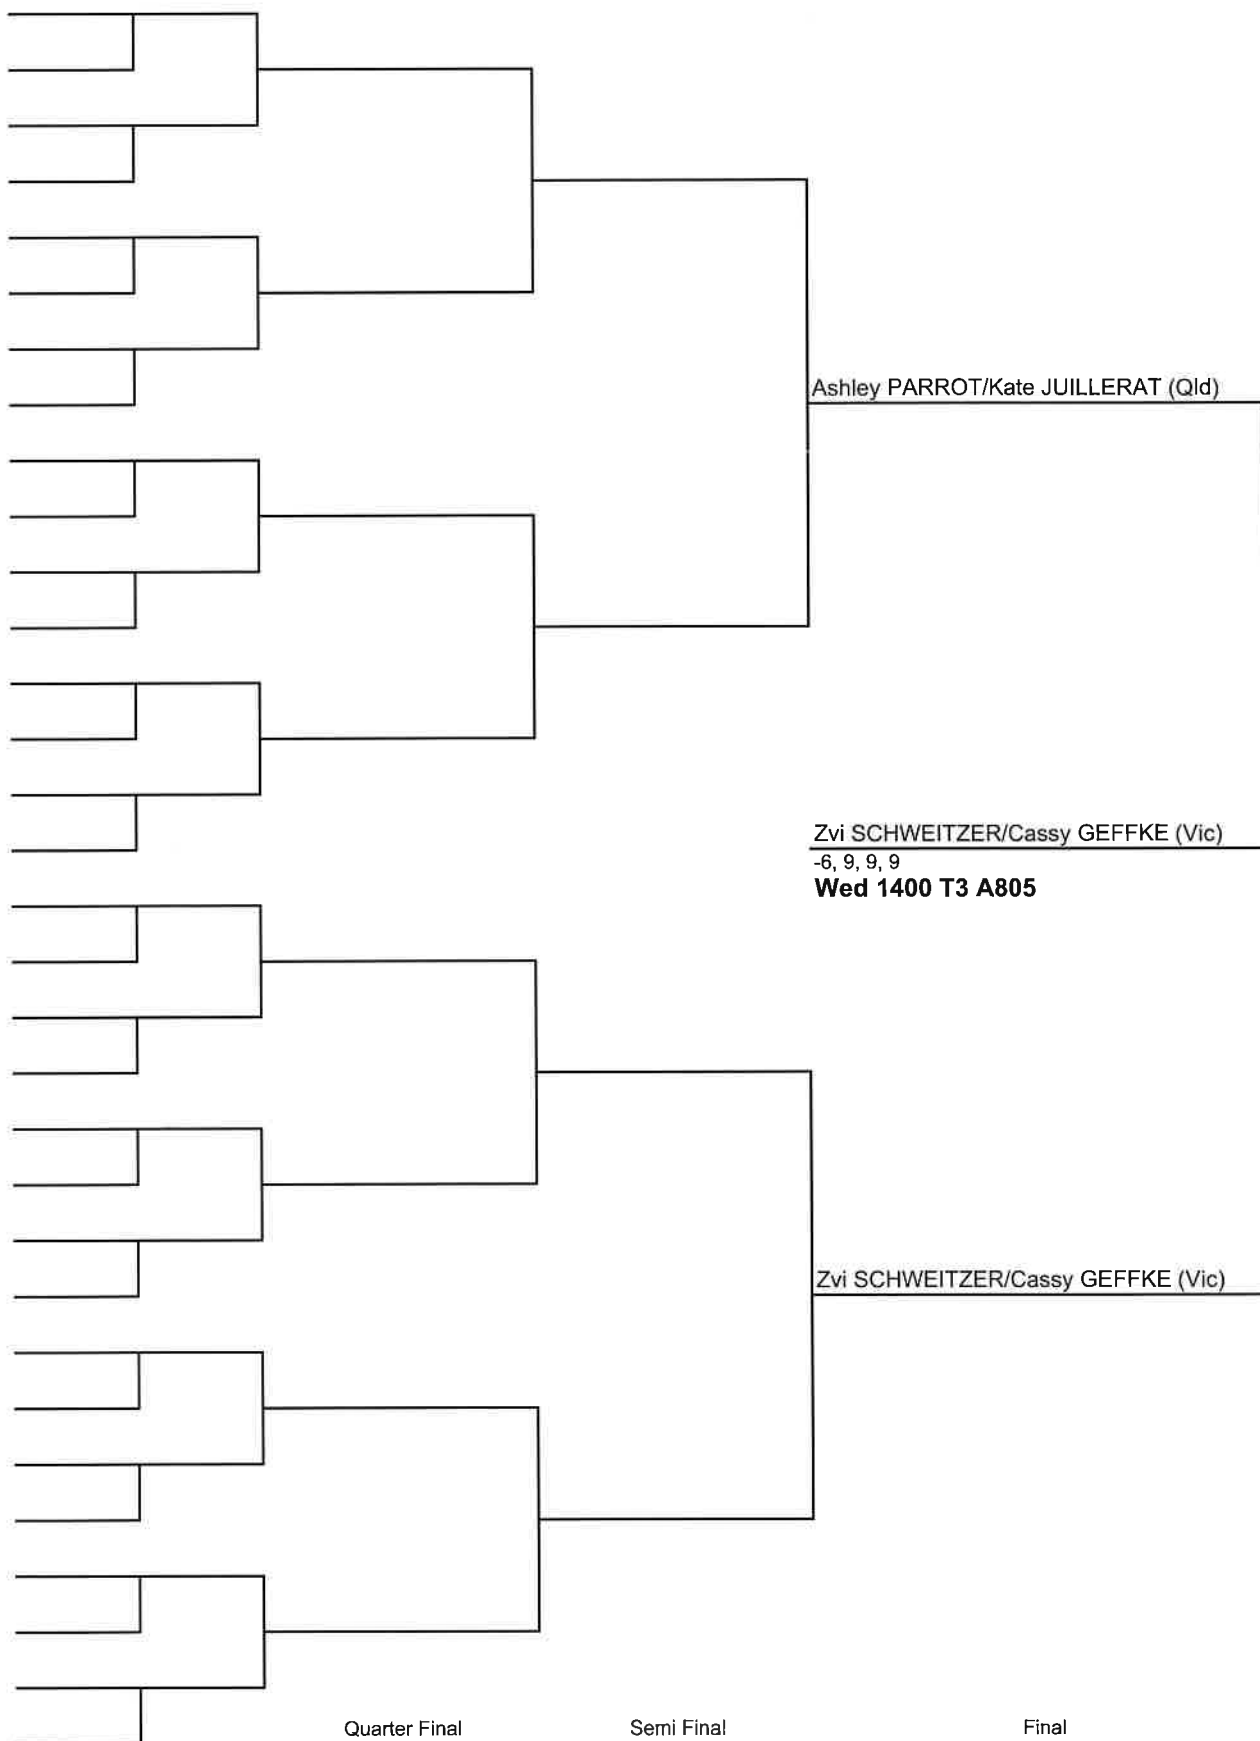 Ashley PARROT/Kate JUILLERAT (Qld)
Zvi SCHWEITZER/Cassy GEFFKE (Vic)
-6, 9, 9, 9
Wed 1400 T3 A805
Zvi SCHWEITZER/Cassy GEFFKE (Vic)
Quarter Final Semi Final Final